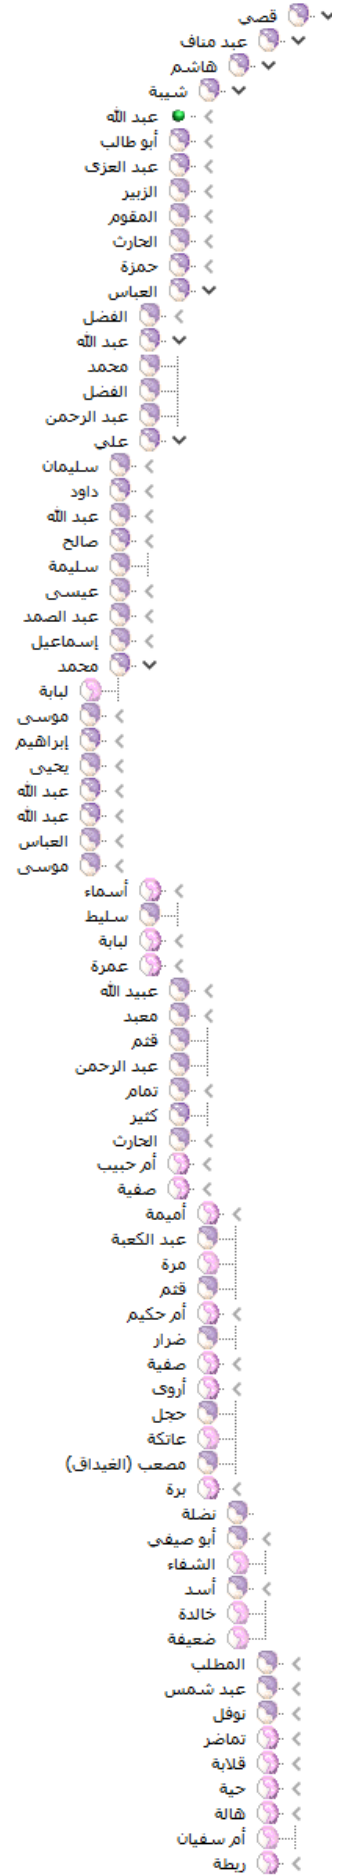 قصي
عبد مناف
هاشم
شيبة
عبد الله
أبو طالب
عبد العزى
الزبير
المقوم
الحارث
حمزة
العباس
الفضل
عبد الله
محمد
الفضل
عبد الرحمن
علي
سليمان
داود
عبد الله
صالح
سليمة
عيسى
عبد الصمد
إسماعيل
محمد
لبابة
موسى
إبراهيم
يحيى
عبد الله
عبد الله
العباس
موسى
أسماء
سليط
لبابة
عمرة
عبيد الله
معبد
قثم
عبد الرحمن
تمام
كثير
الحارث
أم حبيب
صفية
أميمة
عبد الكعبة
مرة
قثم
أم حكيم
ضرار
صفية
أروى
حجل
عاتكة
مصعب (الغيداق)
برة
نضلة
أبو صيفي
الشفاء
أسد
خالدة
ضعيفة
المطلب
عبد شمس
نوفل
تماضر
قلابة
حية
هالة
أم سفيان
ريطة